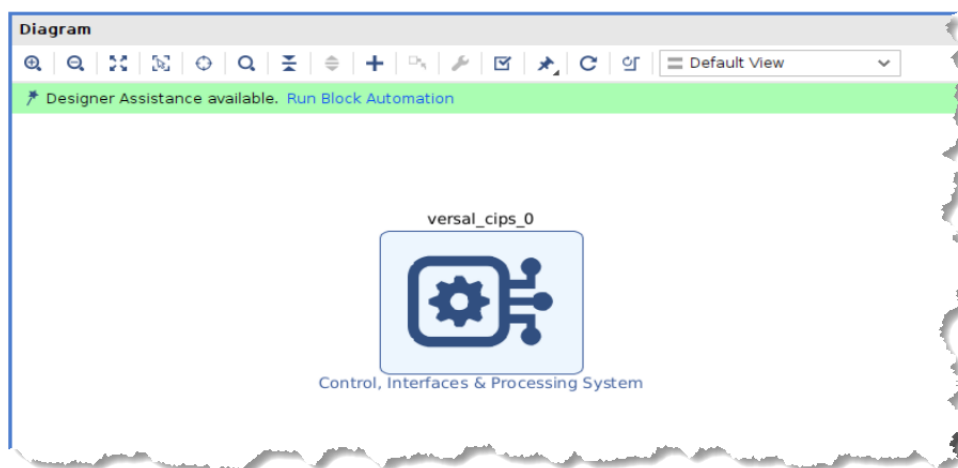 Diagram
Default View
Designer Assistance available. Run Block Automation
versal_cips_0
Control, Interfaces & Processing System